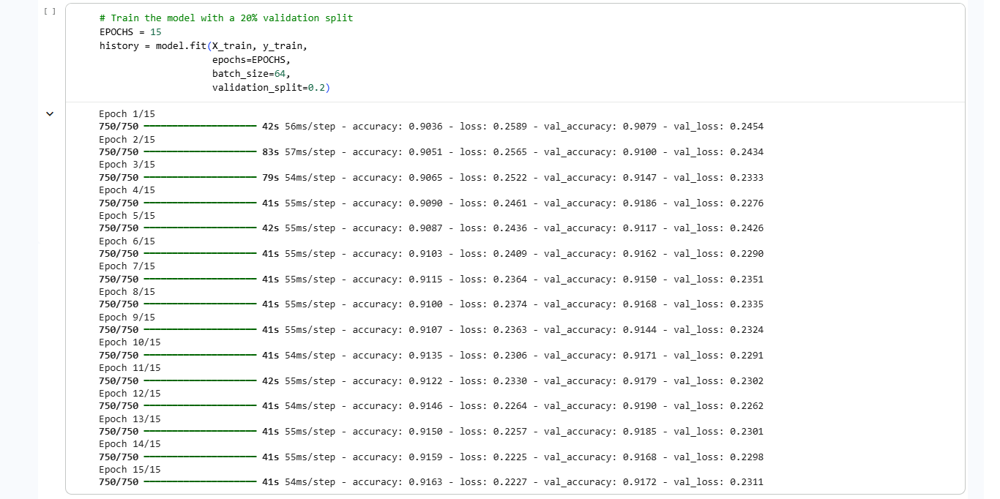 [ ]
# Train the model with a 20% validation split
EPOCHS = 15
history = model.fit(X_train, y_train,
                    epochs=EPOCHS,
                    batch_size=64,
                    validation_split=0.2)
Epoch 1/15
750/750 ━━━━━━━━━━━━━━━━━━━━ 42s 56ms/step - accuracy: 0.9036 - loss: 0.2589 - val_accuracy: 0.9079 - val_loss: 0.2454
Epoch 2/15
750/750 ━━━━━━━━━━━━━━━━━━━━ 83s 57ms/step - accuracy: 0.9051 - loss: 0.2565 - val_accuracy: 0.9100 - val_loss: 0.2434
Epoch 3/15
750/750 ━━━━━━━━━━━━━━━━━━━━ 79s 54ms/step - accuracy: 0.9065 - loss: 0.2522 - val_accuracy: 0.9147 - val_loss: 0.2333
Epoch 4/15
750/750 ━━━━━━━━━━━━━━━━━━━━ 41s 55ms/step - accuracy: 0.9090 - loss: 0.2461 - val_accuracy: 0.9186 - val_loss: 0.2276
Epoch 5/15
750/750 ━━━━━━━━━━━━━━━━━━━━ 42s 55ms/step - accuracy: 0.9087 - loss: 0.2436 - val_accuracy: 0.9117 - val_loss: 0.2426
Epoch 6/15
750/750 ━━━━━━━━━━━━━━━━━━━━ 41s 55ms/step - accuracy: 0.9103 - loss: 0.2409 - val_accuracy: 0.9162 - val_loss: 0.2290
Epoch 7/15
750/750 ━━━━━━━━━━━━━━━━━━━━ 41s 55ms/step - accuracy: 0.9115 - loss: 0.2364 - val_accuracy: 0.9150 - val_loss: 0.2351
Epoch 8/15
750/750 ━━━━━━━━━━━━━━━━━━━━ 41s 55ms/step - accuracy: 0.9100 - loss: 0.2374 - val_accuracy: 0.9168 - val_loss: 0.2335
Epoch 9/15
750/750 ━━━━━━━━━━━━━━━━━━━━ 41s 55ms/step - accuracy: 0.9107 - loss: 0.2363 - val_accuracy: 0.9144 - val_loss: 0.2324
Epoch 10/15
750/750 ━━━━━━━━━━━━━━━━━━━━ 41s 54ms/step - accuracy: 0.9135 - loss: 0.2306 - val_accuracy: 0.9171 - val_loss: 0.2291
Epoch 11/15
750/750 ━━━━━━━━━━━━━━━━━━━━ 42s 55ms/step - accuracy: 0.9122 - loss: 0.2330 - val_accuracy: 0.9179 - val_loss: 0.2302
Epoch 12/15
750/750 ━━━━━━━━━━━━━━━━━━━━ 41s 54ms/step - accuracy: 0.9146 - loss: 0.2264 - val_accuracy: 0.9190 - val_loss: 0.2262
Epoch 13/15
750/750 ━━━━━━━━━━━━━━━━━━━━ 41s 55ms/step - accuracy: 0.9150 - loss: 0.2257 - val_accuracy: 0.9185 - val_loss: 0.2301
Epoch 14/15
750/750 ━━━━━━━━━━━━━━━━━━━━ 41s 55ms/step - accuracy: 0.9159 - loss: 0.2225 - val_accuracy: 0.9168 - val_loss: 0.2298
Epoch 15/15
750/750 ━━━━━━━━━━━━━━━━━━━━ 41s 54ms/step - accuracy: 0.9163 - loss: 0.2227 - val_accuracy: 0.9172 - val_loss: 0.2311